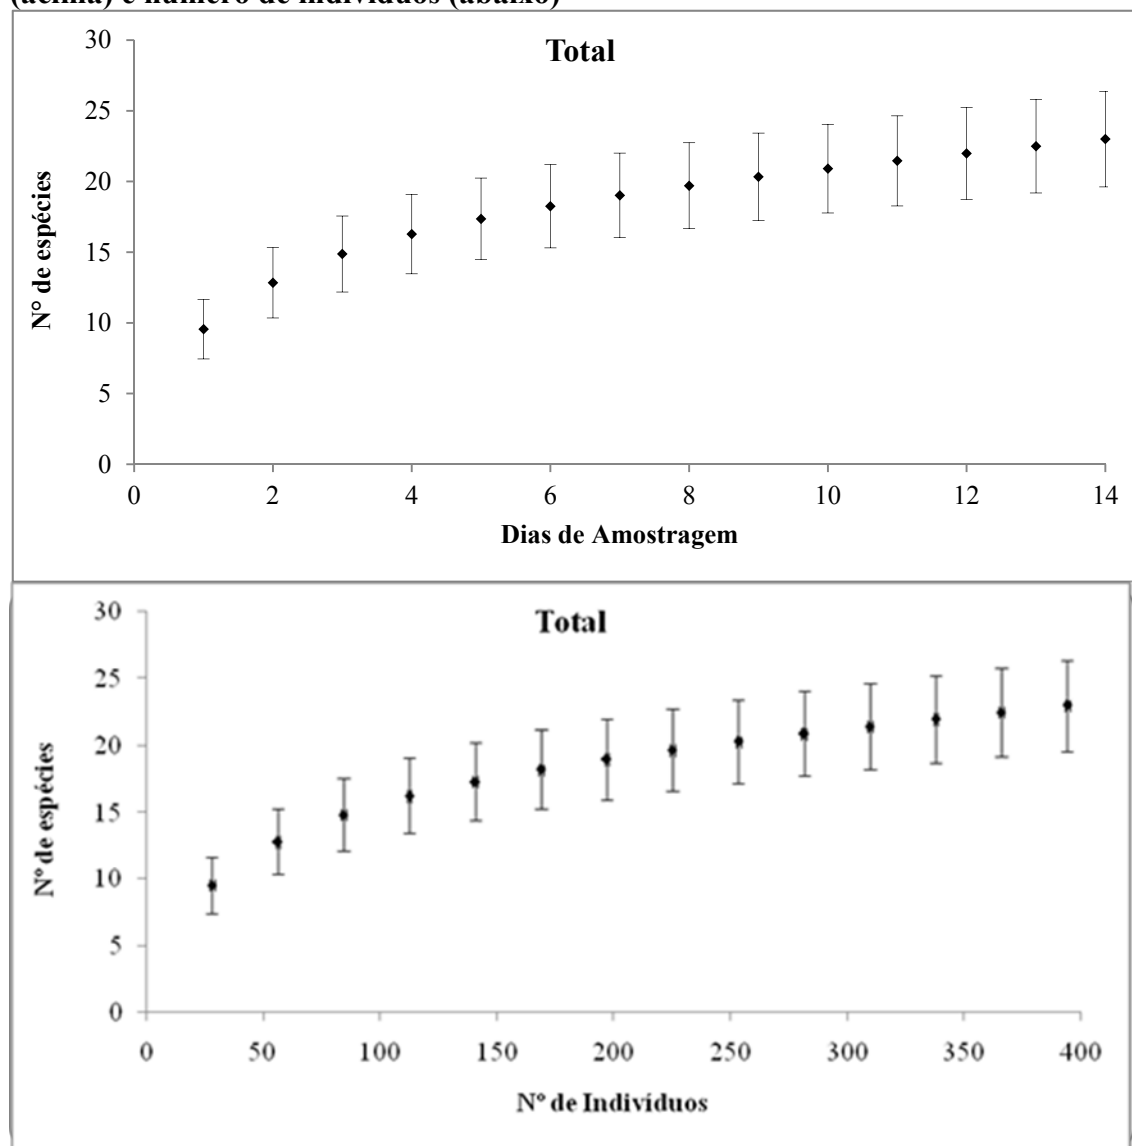 (acima) e número de indivíduos (abaixo)
Total
30
25
20
15
10
5
0
N° de espécies
0 2 4 6 8 10 12 14
Dias de Amostragem
Total
30
25
20
15
10
5
0
Nº de espécies
0 50 100 150 200 250 300 350 400
Nº de Indivíduos